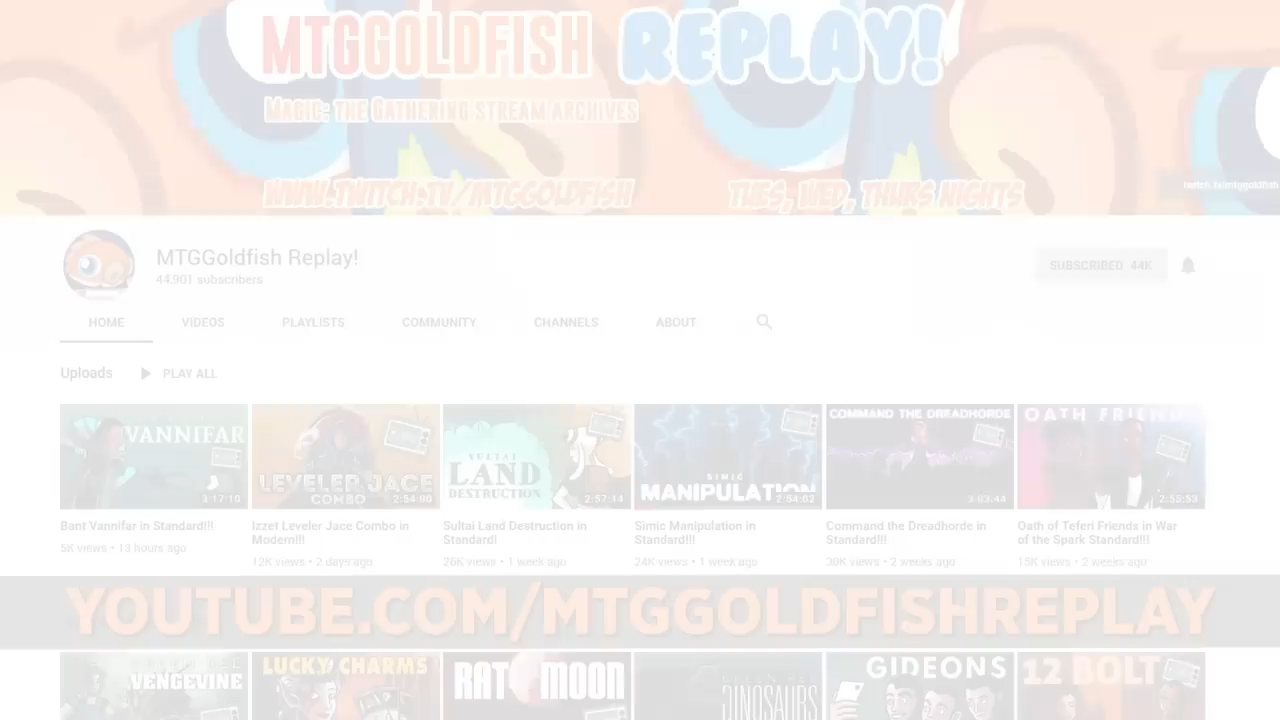 MTGGOLDFISH REPLAY!
MAGIC: THE GATHERING STREAM ARCHIVES
WWW.TWITCH.TV/MTGGOLDFISH TUES, WED, THURS NIGHTS
twitch.tv/mtggoldfish
MTGGoldfish Replay!
44,901 subscribers
SUBSCRIBED 44K
HOME VIDEOS PLAYLISTS COMMUNITY CHANNELS ABOUT
Uploads PLAY ALL
VANNIFAR
3:17:10
LEVELER JACE
COMBO
2:54:00
SULTAI
LAND
DESTRUCTION
2:57:14
SIMIC
MANIPULATION
2:54:02
COMMAND THE DREADHORDE
3:03:44
OATH FRIEND
2:55:53
Bant Vannifar in Standard!!!
5K views • 13 hours ago
Izzet Leveler Jace Combo in
Modern!!!
12K views • 2 days ago
Sultai Land Destruction in
Standard!
26K views • 1 week ago
Simic Manipulation in
Standard!!!
24K views • 1 week ago
Command the Dreadhorde in
Standard!!!
30K views • 2 weeks ago
Oath of Teferi Friends in War
of the Spark Standard!!!
15K views • 2 weeks ago
YOUTUBE.COM/MTGGOLDFISHREPLAY
VENGEVINE
LUCKY CHARMS
RAT MOON
DINOSAURS
GIDEONS
12 BOLT